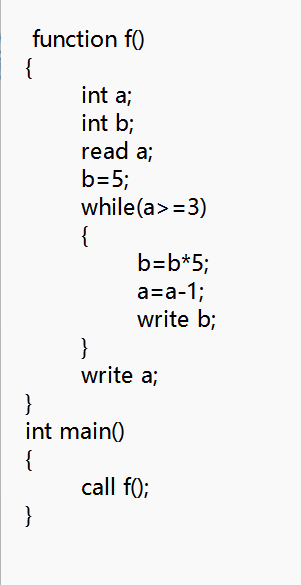 function f()
{
int a;
int b;
read a;
b=5;
while(a>=3)
{
b=b*5;
a=a-1;
write b;
}
write a;
}
int main()
{
call f();
}